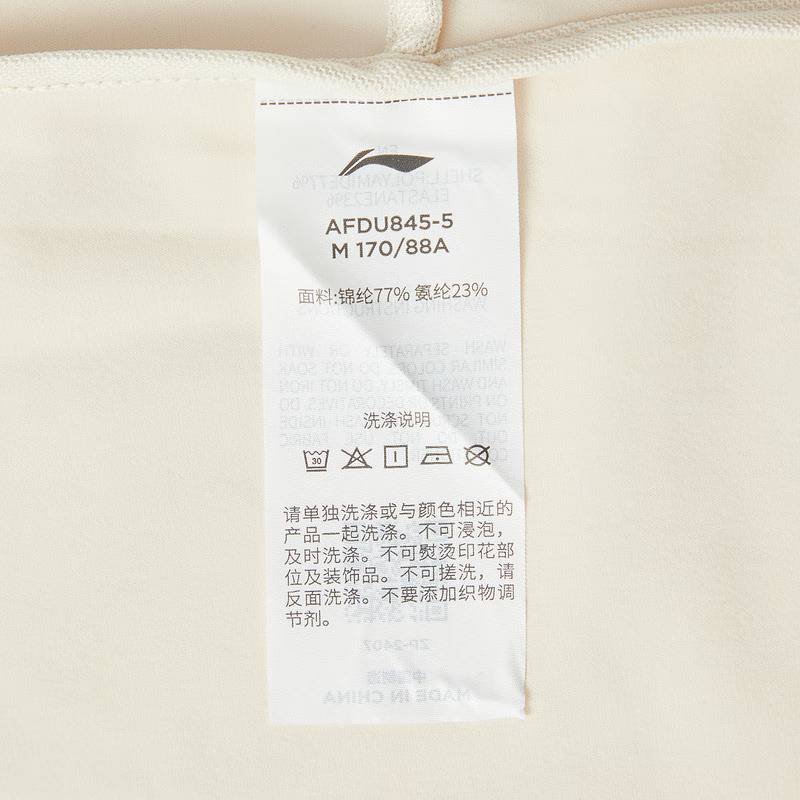 AFDU845-5
M 170/88A
面料:锦纶77% 氨纶23%
洗涤说明
30
请单独洗涤或与颜色相近的
产品一起洗涤。不可浸泡,
及时洗涤。不可熨烫印花部
位及装饰品。不可搓洗，请
反面洗涤。不要添加织物调
节剂。